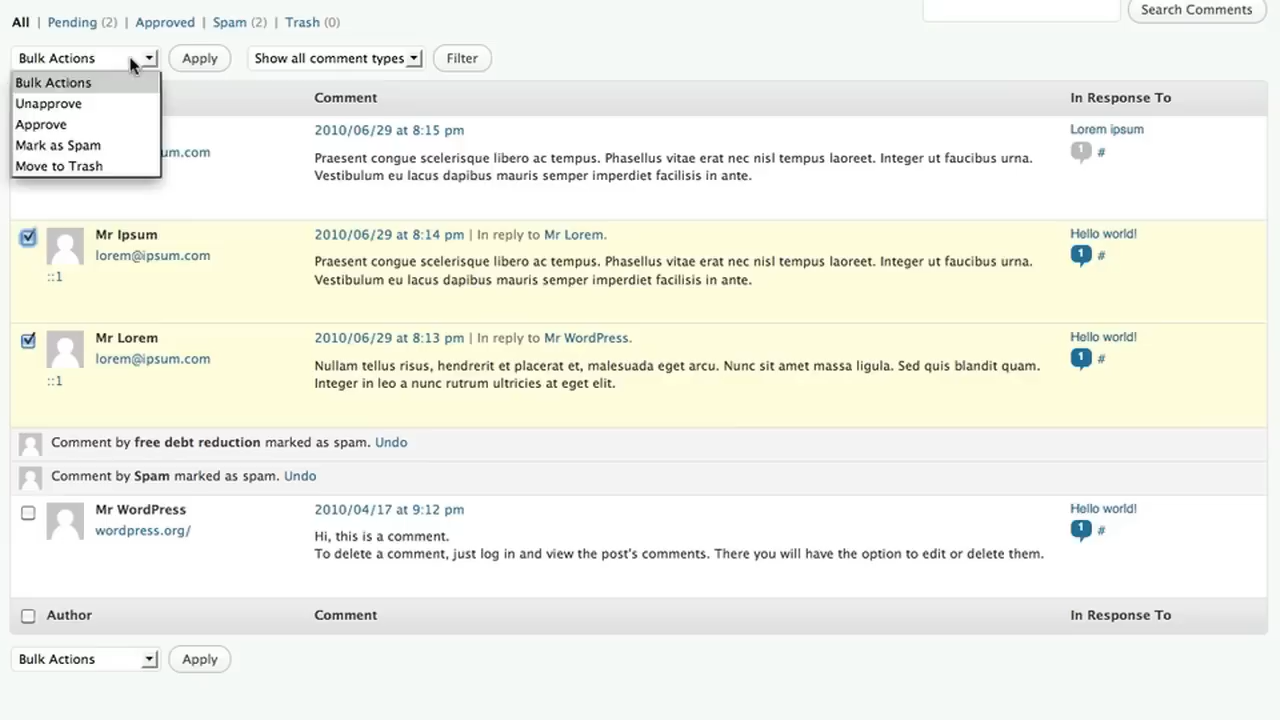 Search Comments
All | Pending (2) | Approved | Spam (2) | Trash (0)
Bulk Actions Apply Show all comment types Filter
Bulk Actions
Unapprove
Approve
Mark as Spam
Move to Trash
Comment In Response To
2010/06/29 at 8:15 pm Lorem ipsum
um.com Praesent congue scelerisque libero ac tempus. Phasellus vitae erat nec nisl tempus laoreet. Integer ut faucibus urna. 1 #
Vestibulum eu lacus dapibus mauris semper imperdiet facilisis in ante.
Mr Ipsum 2010/06/29 at 8:14 pm | In reply to Mr Lorem. Hello world!
lorem@ipsum.com Praesent congue scelerisque libero ac tempus. Phasellus vitae erat nec nisl tempus laoreet. Integer ut faucibus urna. 1 #
::1 Vestibulum eu lacus dapibus mauris semper imperdiet facilisis in ante.
Mr Lorem 2010/06/29 at 8:13 pm | In reply to Mr WordPress. Hello world!
lorem@ipsum.com Nullam tellus risus, hendrerit et placerat et, malesuada eget arcu. Nunc sit amet massa ligula. Sed quis blandit quam. 1 #
::1 Integer in leo a nunc rutrum ultricies at eget elit.
Comment by free debt reduction marked as spam. Undo
Comment by Spam marked as spam. Undo
Mr WordPress 2010/04/17 at 9:12 pm Hello world!
wordpress.org/ Hi, this is a comment. 1 #
To delete a comment, just log in and view the post's comments. There you will have the option to edit or delete them.
Author Comment In Response To
Bulk Actions Apply